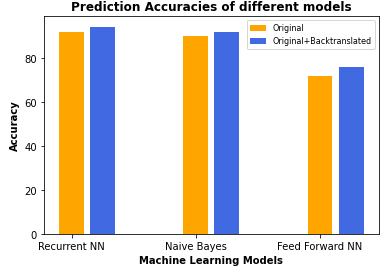 Prediction Accuracies of different models
Original
Original+Backtranslated
80
60
40
20
0
Accuracy
Recurrent NN
Naive Bayes
Feed Forward NN
Machine Learning Models